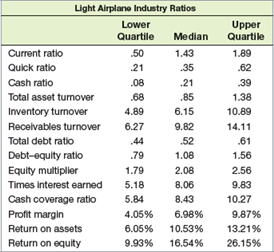 Light Airplane Industry Ratios
Lower Quartile Median Upper Quartile
Current ratio .50 1.43 1.89
Quick ratio .21 .35 .62
Cash ratio .08 .21 .39
Total asset turnover .68 .85 1.38
Inventory turnover 4.89 6.15 10.89
Receivables turnover 6.27 9.82 14.11
Total debt ratio .44 .52 .61
Debt–equity ratio .79 1.08 1.56
Equity multiplier 1.79 2.08 2.56
Times interest earned 5.18 8.06 9.83
Cash coverage ratio 5.84 8.43 10.27
Profit margin 4.05% 6.98% 9.87%
Return on assets 6.05% 10.53% 13.21%
Return on equity 9.93% 16.54% 26.15%